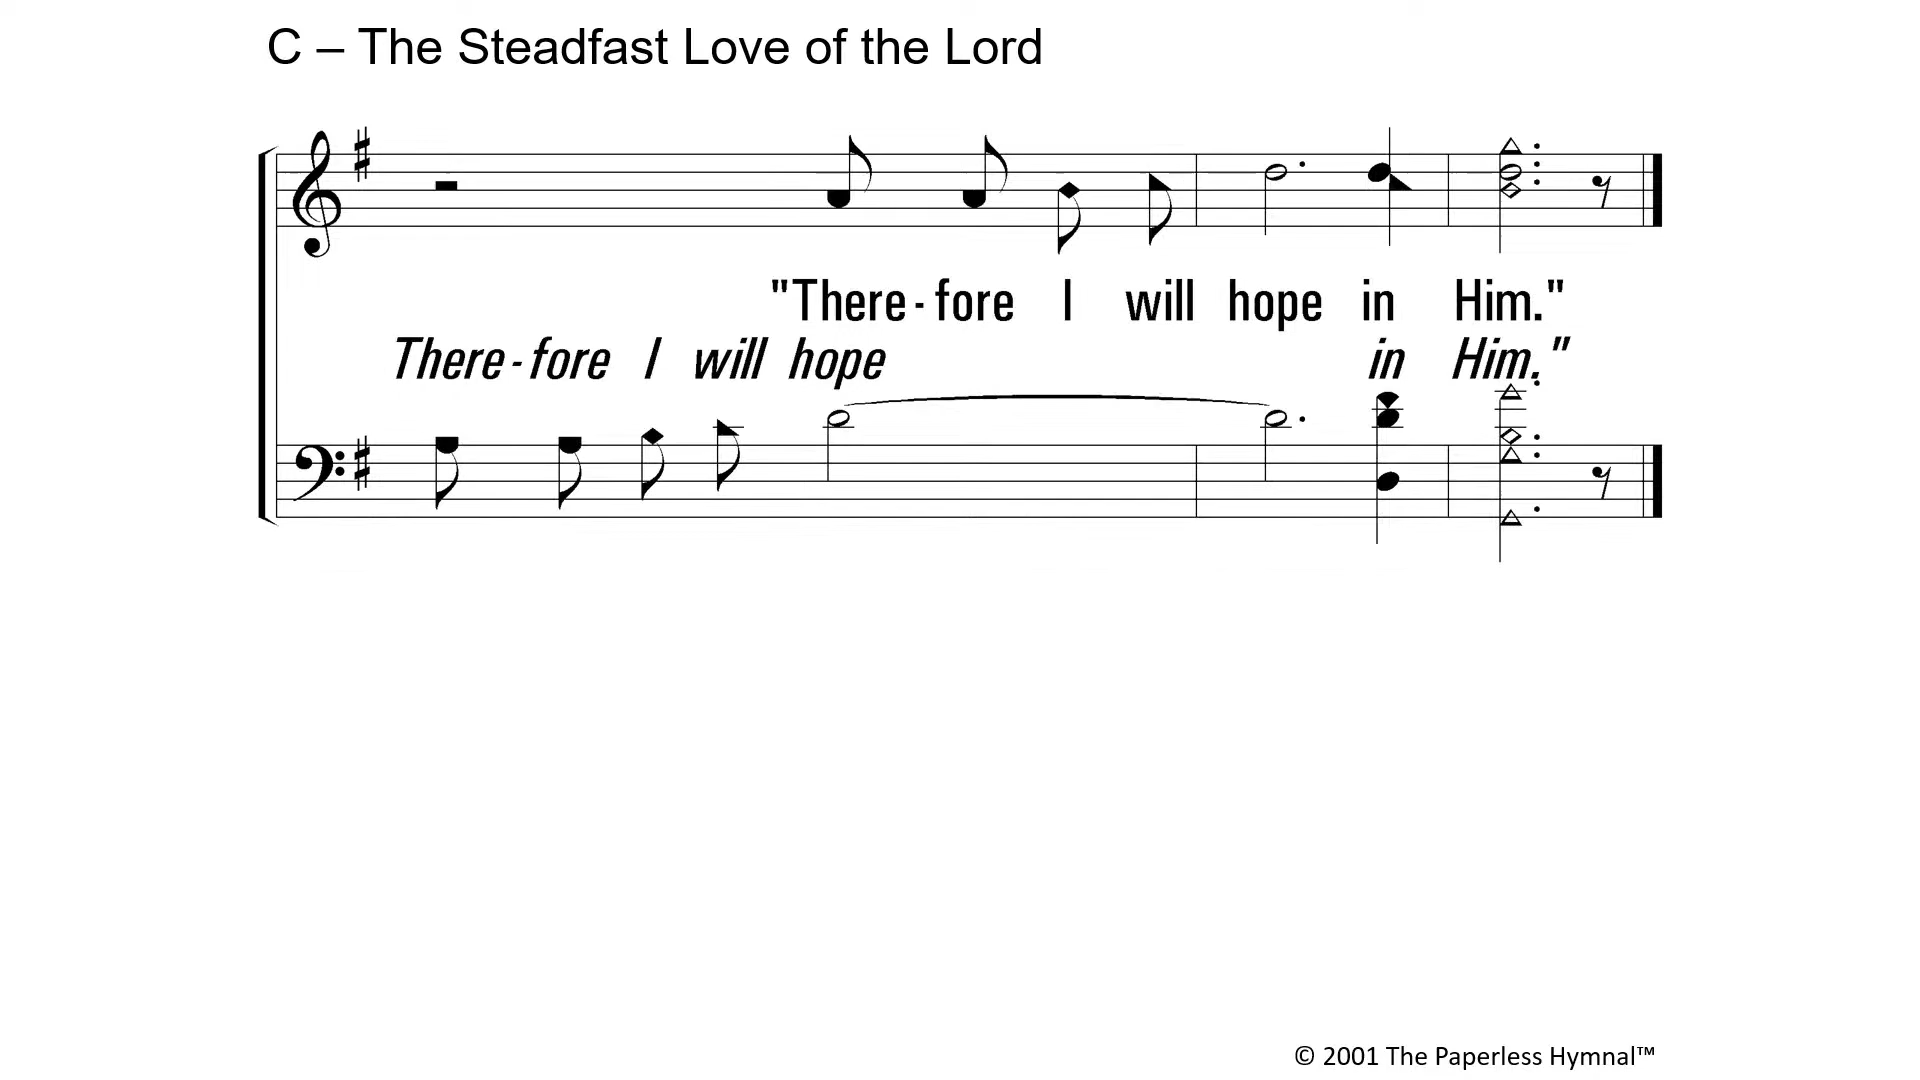 C – The Steadfast Love of the Lord
"There-fore I will hope in Him."
There-fore I will hope in Him."
© 2001 The Paperless Hymnal™